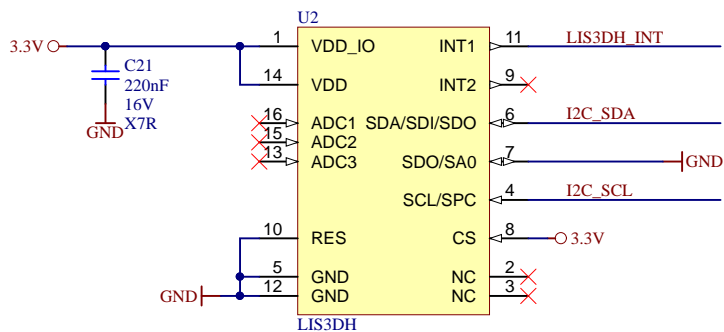 U2
3.3V
1 VDD_IO INT1 11 LIS3DH_INT
C21
220nF
16V
X7R
GND
14 VDD INT2 9
16 ADC1 SDA/SDI/SDO 6 I2C_SDA
15 ADC2
13 ADC3 SDO/SA0 7 GND
SCL/SPC 4 I2C_SCL
10 RES CS 8 3.3V
5 GND NC 2
GND 12 GND NC 3
LIS3DH